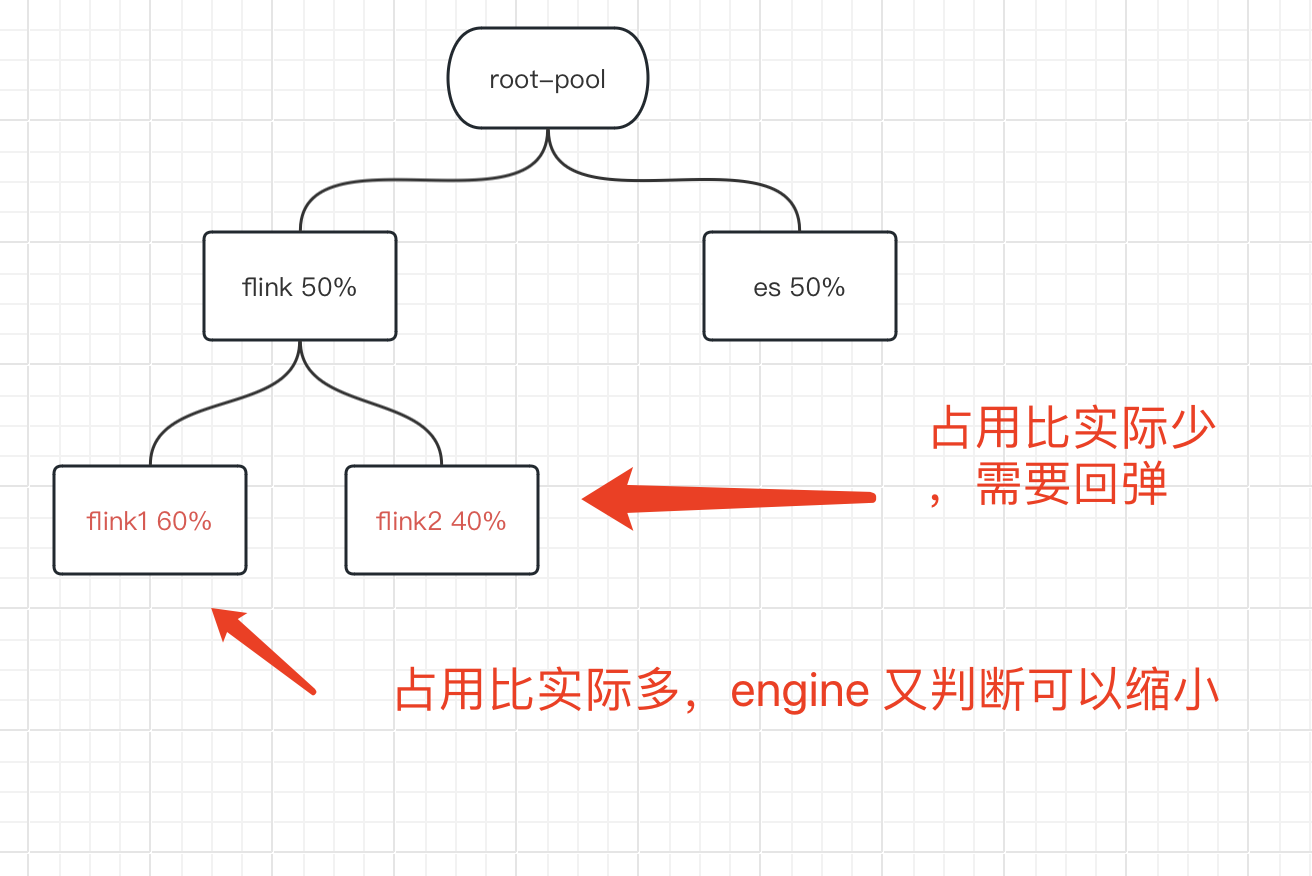 root-pool
flink 50%
es 50%
占用比实际少
，需要回弹
flink1 60%
flink2 40%
占用比实际多，engine 又判断可以缩小